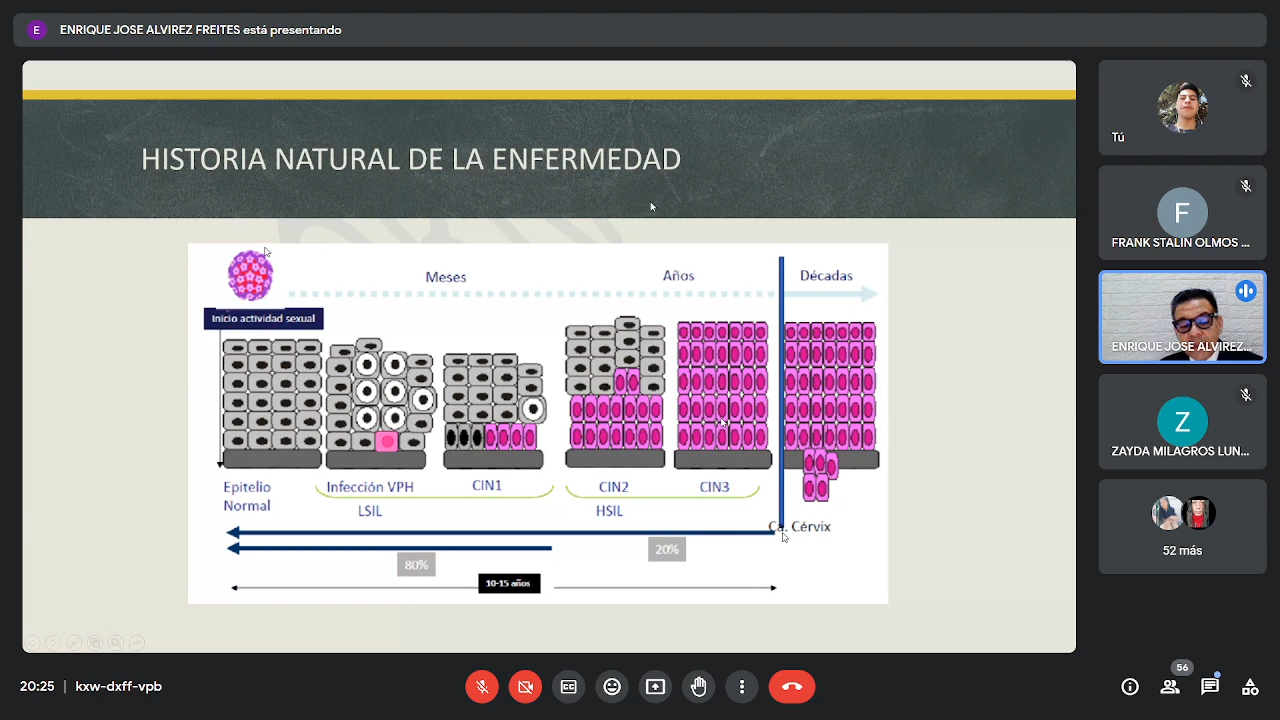 E
ENRIQUE JOSE ALVIREZ FREITES está presentando
HISTORIA NATURAL DE LA ENFERMEDAD
Meses
Años
Décadas
Inicio actividad sexual
Epitelio
Normal
Infección VPH
LSIL
CIN1
CIN2
HSIL
CIN3
Ca. Cérvix
80%
20%
10-15 años
Tú
F
FRANK STALIN OLMOS ...
ENRIQUE JOSE ALVIREZ...
Z
ZAYDA MILAGROS LUN...
52 más
20:25 | kxw-dxff-vpb
56